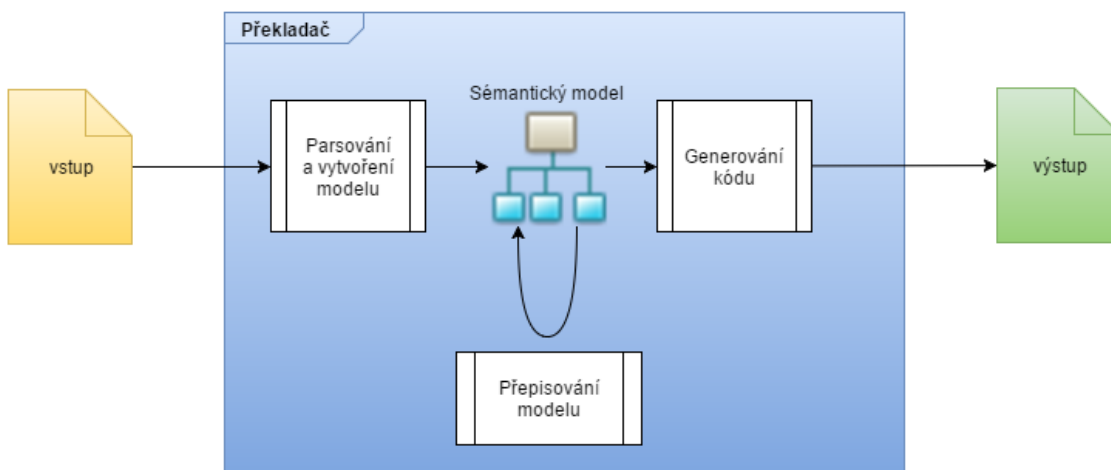 Překladač
Sémantický model
vstup
Parsování
a vytvoření
modelu
Generování
kódu
výstup
Přepisování
modelu